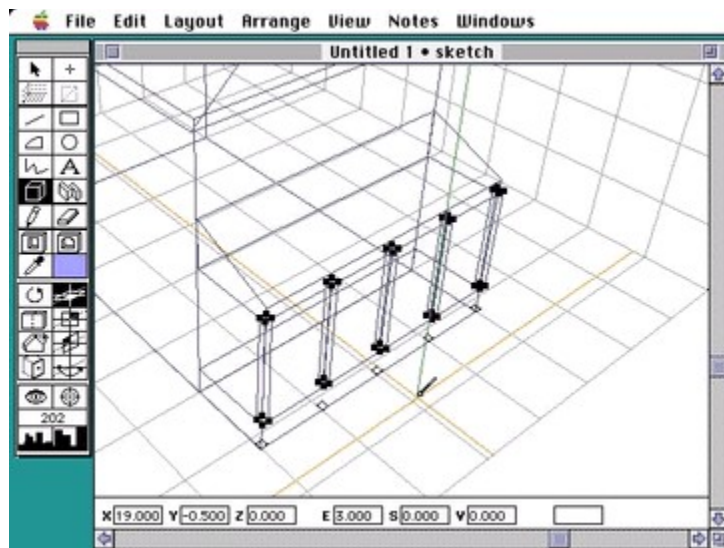 File Edit Layout Arrange View Notes Windows
Untitled 1 • sketch
A
202
X 19.000 Y -0.500 Z 0.000 E 3.000 S 0.000 V 0.000